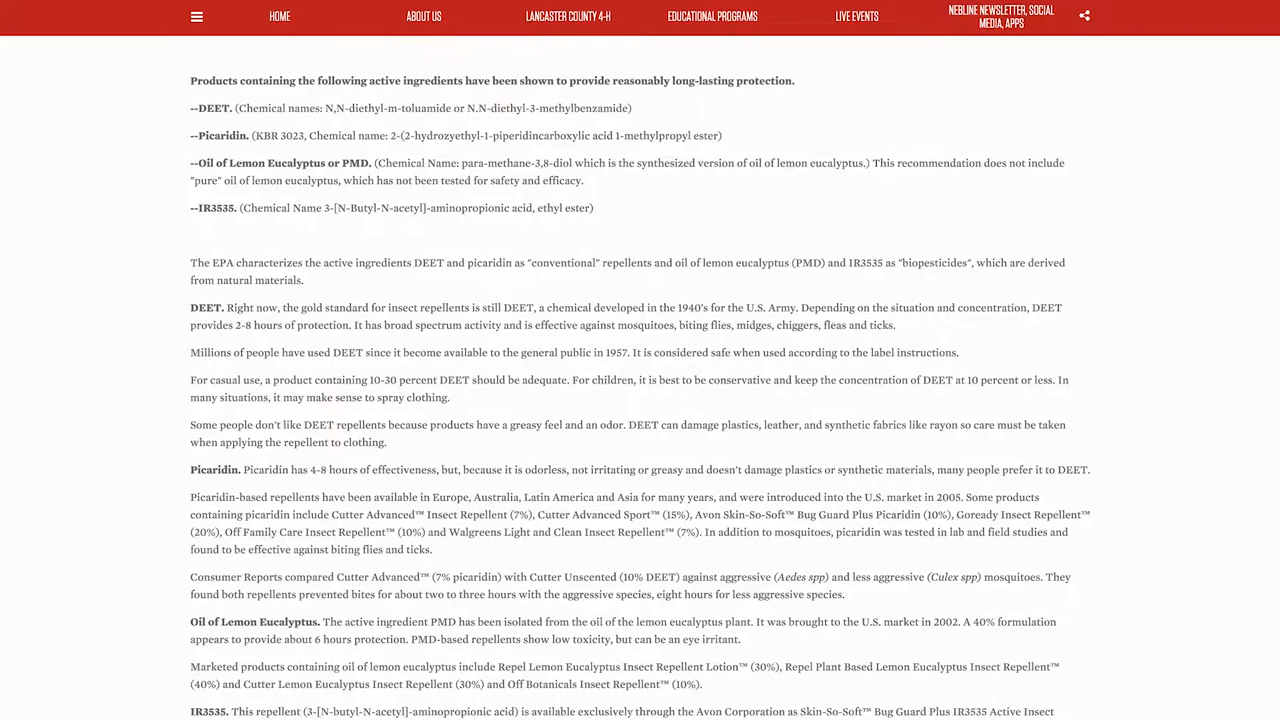 HOME
ABOUT US
LANCASTER COUNTY 4-H
EDUCATIONAL PROGRAMS
LIVE EVENTS
NEBLINE NEWSLETTER, SOCIAL
MEDIA, APPS
Products containing the following active ingredients have been shown to provide reasonably long-lasting protection.
--DEET. (Chemical names: N,N-diethyl-m-toluamide or N.N-diethyl-3-methylbenzamide)
--Picaridin. (KBR 3023, Chemical name: 2-(2-hydrozyethyl-1-piperidincarboxylic acid 1-methylpropyl ester)
--Oil of Lemon Eucalyptus or PMD. (Chemical Name: para-methane-3,8-diol which is the synthesized version of oil of lemon eucalyptus.) This recommendation does not include
"pure" oil of lemon eucalyptus, which has not been tested for safety and efficacy.
--IR3535. (Chemical Name 3-[N-Butyl-N-acetyl]-aminopropionic acid, ethyl ester)
The EPA characterizes the active ingredients DEET and picaridin as "conventional" repellents and oil of lemon eucalyptus (PMD) and IR3535 as "biopesticides", which are derived
from natural materials.
DEET. Right now, the gold standard for insect repellents is still DEET, a chemical developed in the 1940's for the U.S. Army. Depending on the situation and concentration, DEET
provides 2-8 hours of protection. It has broad spectrum activity and is effective against mosquitoes, biting flies, midges, chiggers, fleas and ticks.
Millions of people have used DEET since it become available to the general public in 1957. It is considered safe when used according to the label instructions.
For casual use, a product containing 10-30 percent DEET should be adequate. For children, it is best to be conservative and keep the concentration of DEET at 10 percent or less. In
many situations, it may make sense to spray clothing.
Some people don't like DEET repellents because products have a greasy feel and an odor. DEET can damage plastics, leather, and synthetic fabrics like rayon so care must be taken
when applying the repellent to clothing.
Picaridin. Picaridin has 4-8 hours of effectiveness, but, because it is odorless, not irritating or greasy and doesn't damage plastics or synthetic materials, many people prefer it to DEET.
Picaridin-based repellents have been available in Europe, Australia, Latin America and Asia for many years, and were introduced into the U.S. market in 2005. Some products
containing picaridin include Cutter Advanced™ Insect Repellent (7%), Cutter Advanced Sport™ (15%), Avon Skin-So-Soft™ Bug Guard Plus Picaridin (10%), Goready Insect Repellent™
(20%), Off Family Care Insect Repellent™ (10%) and Walgreens Light and Clean Insect Repellent™ (7%). In addition to mosquitoes, picaridin was tested in lab and field studies and
found to be effective against biting flies and ticks.
Consumer Reports compared Cutter Advanced™ (7% picaridin) with Cutter Unscented (10% DEET) against aggressive (Aedes spp) and less aggressive (Culex spp) mosquitoes. They
found both repellents prevented bites for about two to three hours with the aggressive species, eight hours for less aggressive species.
Oil of Lemon Eucalyptus. The active ingredient PMD has been isolated from the oil of the lemon eucalyptus plant. It was brought to the U.S. market in 2002. A 40% formulation
appears to provide about 6 hours protection. PMD-based repellents show low toxicity, but can be an eye irritant.
Marketed products containing oil of lemon eucalyptus include Repel Lemon Eucalyptus Insect Repellent Lotion™ (30%), Repel Plant Based Lemon Eucalyptus Insect Repellent™
(40%) and Cutter Lemon Eucalyptus Insect Repellent (30%) and Off Botanicals Insect Repellent™ (10%).
IR3535. This repellent (3-[N-butyl-N-acetyl]-aminopropionic acid) is available exclusively through the Avon Corporation as Skin-So-Soft™ Bug Guard Plus IR3535 Active Insect